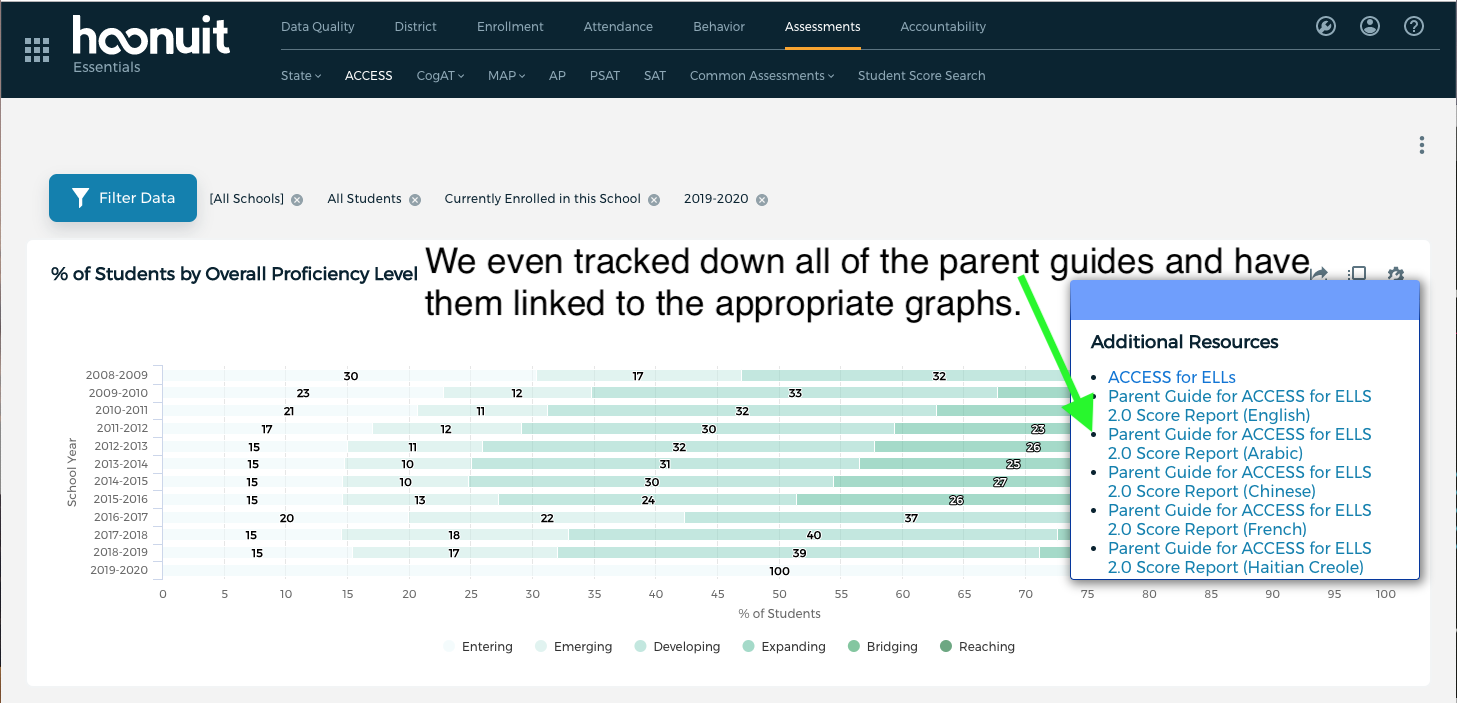 hoonuit
Essentials
Data Quality District Enrollment Attendance Behavior Assessments Accountability
State ACCESS CogAT MAP AP PSAT SAT Common Assessments Student Score Search
Filter Data [All Schools] All Students Currently Enrolled in this School 2019-2020
% of Students by Overall Proficiency Level
We even tracked down all of the parent guides and have
them linked to the appropriate graphs.
Additional Resources
ACCESS for ELLs
Parent Guide for ACCESS for ELLS
2.0 Score Report (English)
Parent Guide for ACCESS for ELLS
2.0 Score Report (Arabic)
Parent Guide for ACCESS for ELLS
2.0 Score Report (Chinese)
Parent Guide for ACCESS for ELLS
2.0 Score Report (French)
Parent Guide for ACCESS for ELLS
2.0 Score Report (Haitian Creole)
School Year
2008-2009 30 17 32
2009-2010 23 12 33
2010-2011 21 11 32
2011-2012 17 12 30 23
2012-2013 15 11 32 26
2013-2014 15 10 31 25
2014-2015 15 10 30 27
2015-2016 15 13 24 26
2016-2017 20 22 37
2017-2018 15 18 40
2018-2019 15 17 39
2019-2020 100
0 5 10 15 20 25 30 35 40 45 50 55 60 65 70 75 80 85 90 95 100
% of Students
Entering Emerging Developing Expanding Bridging Reaching